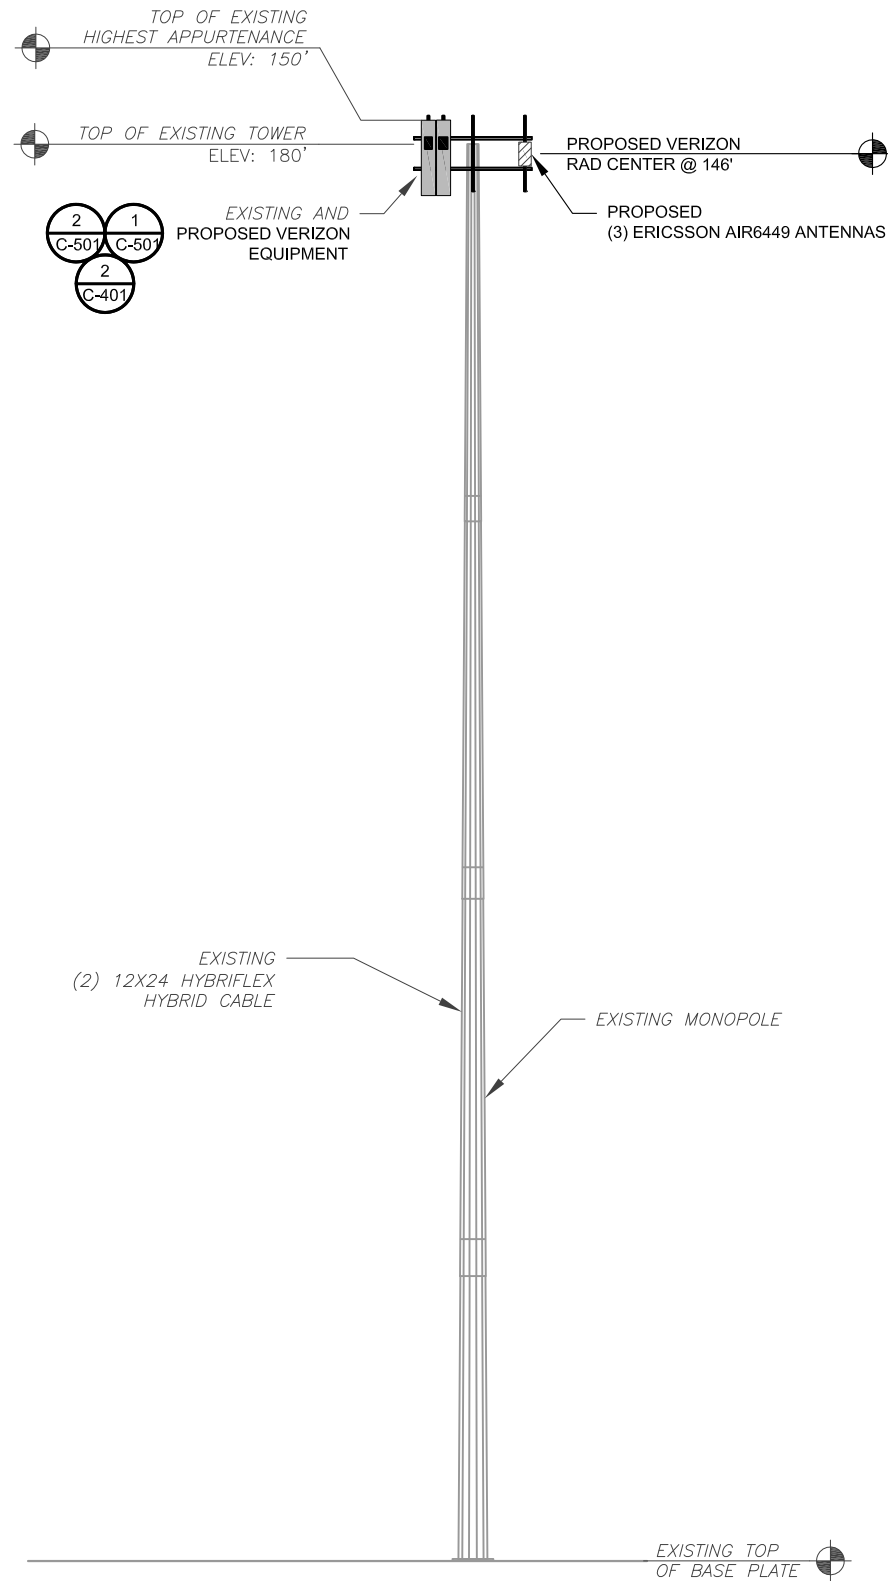 TOP OF EXISTING
HIGHEST APPURTENANCE
ELEV: 150'
TOP OF EXISTING TOWER
ELEV: 180'
PROPOSED VERIZON
RAD CENTER @ 146'
2
C-501
1
C-501
2
C-401
EXISTING AND
PROPOSED VERIZON
EQUIPMENT
PROPOSED
(3) ERICSSON AIR6449 ANTENNAS
EXISTING
(2) 12X24 HYBRIFLEX
HYBRID CABLE
EXISTING MONOPOLE
EXISTING TOP
OF BASE PLATE